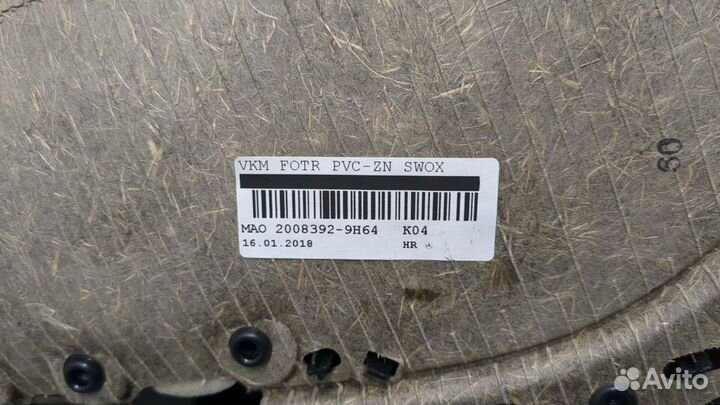 VKM FOTR PVC-ZN SWOX
MAO 2008392-9H64 K04
16.01.2018 HR
60
Avito